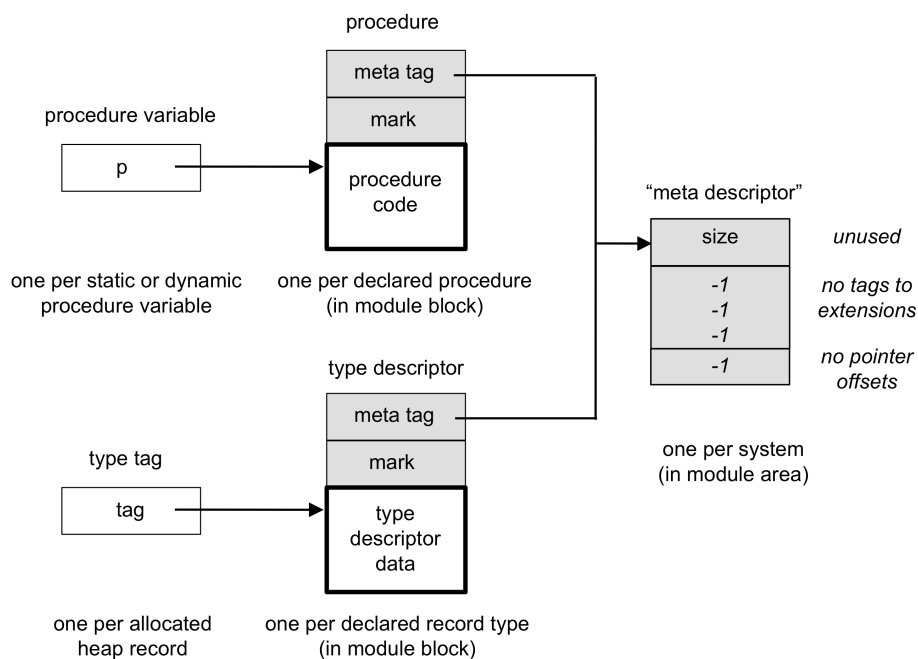 procedure
meta tag
mark
procedure variable
p
procedure
code
one per static or dynamic
procedure variable
one per declared procedure
(in module block)
“meta descriptor”
size
unused
-1
-1
-1
no tags to
extensions
-1
no pointer
offsets
one per system
(in module area)
type descriptor
meta tag
mark
type tag
tag
type
descriptor
data
one per allocated
heap record
one per declared record type
(in module block)